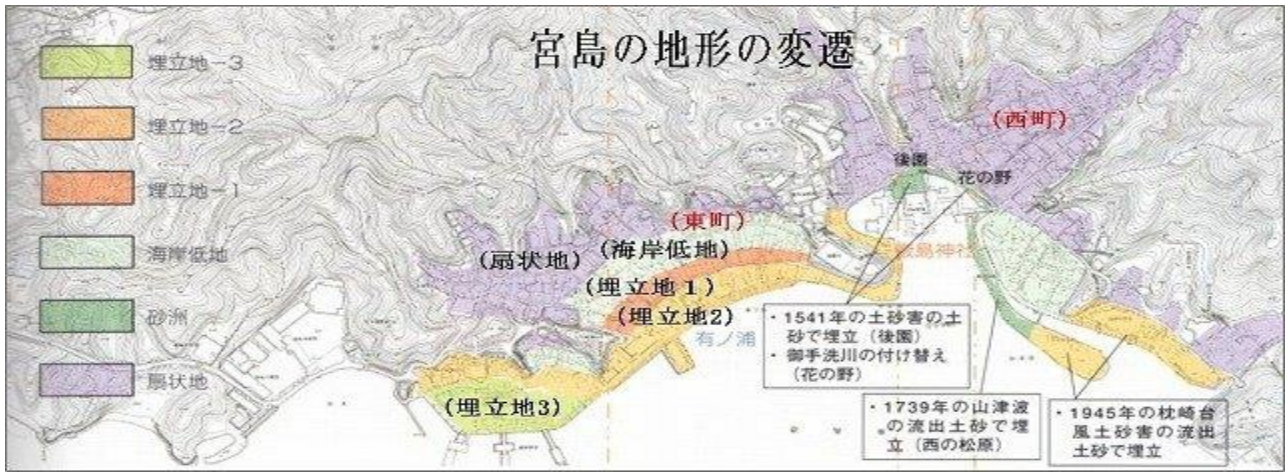 宮島の地形の変遷
埋立地-3
埋立地-2
埋立地-1
海岸低地
砂洲
扇状地
(西町)
後園
花の野
(東町)
(海岸低地)
(扇状地)
厳島神社
(埋立地1)
(埋立地2)
有ノ浦
(埋立地3)
・1541年の土砂害の土
砂で埋立(後園)
・御手洗川の付け替え
(花の野)
・1739年の山津波
の流出土砂で埋
立(西の松原)
・1945年の枕崎台
風土砂害の流出
土砂で埋立